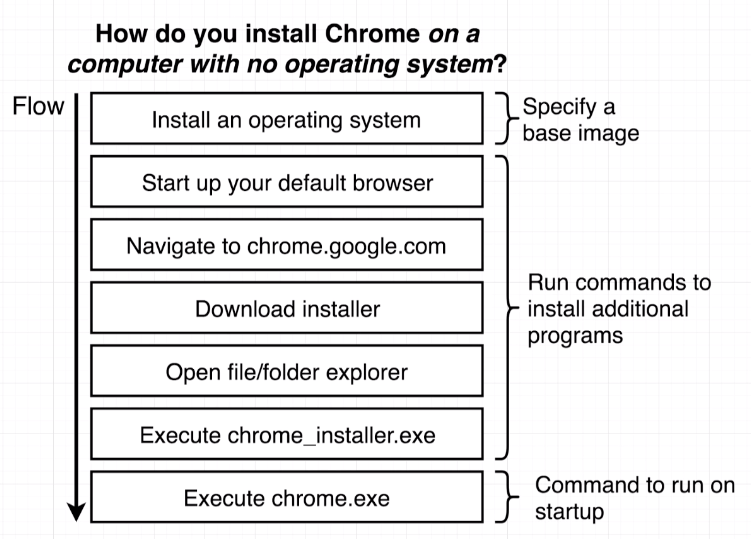 How do you install Chrome on a
computer with no operating system?
Flow
Install an operating system
Specify a
base image
Start up your default browser
Navigate to chrome.google.com
Download installer
Open file/folder explorer
Execute chrome_installer.exe
Run commands to
install additional
programs
Execute chrome.exe
Command to run on
startup